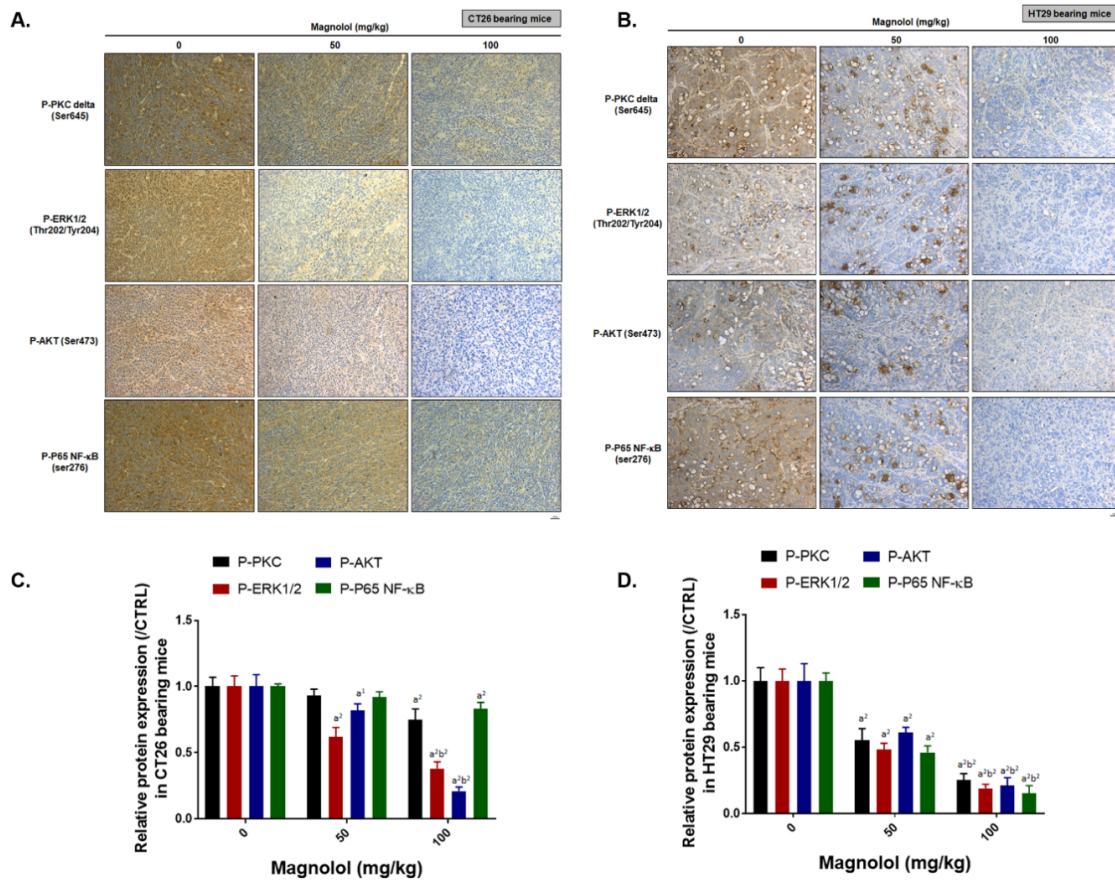 A.
CT26 bearing mice
Magnolol (mg/kg)
0 50 100
P-PKC delta
(Ser645)
P-ERK1/2
(Thr202/Tyr204)
P-AKT (Ser473)
P-P65 NF-κB
(ser276)
B.
HT29 bearing mice
Magnolol (mg/kg)
0 50 100
P-PKC delta
(Ser645)
P-ERK1/2
(Thr202/Tyr204)
P-AKT (Ser473)
P-P65 NF-κB
(ser276)
C.
P-PKC P-AKT
P-ERK1/2 P-P65 NF-κB
Relative protein expression (/CTRL)
in CT26 bearing mice
1.5
1.0
0.5
0.0
a² a¹
a² a²b² a²b² a²
0 50 100
Magnolol (mg/kg)
D.
P-PKC P-AKT
P-ERK1/2 P-P65 NF-κB
Relative protein expression (/CTRL)
in HT29 bearing mice
1.5
1.0
0.5
0.0
a² a² a² a²
a²b² a²b² a²b² a²b²
0 50 100
Magnolol (mg/kg)